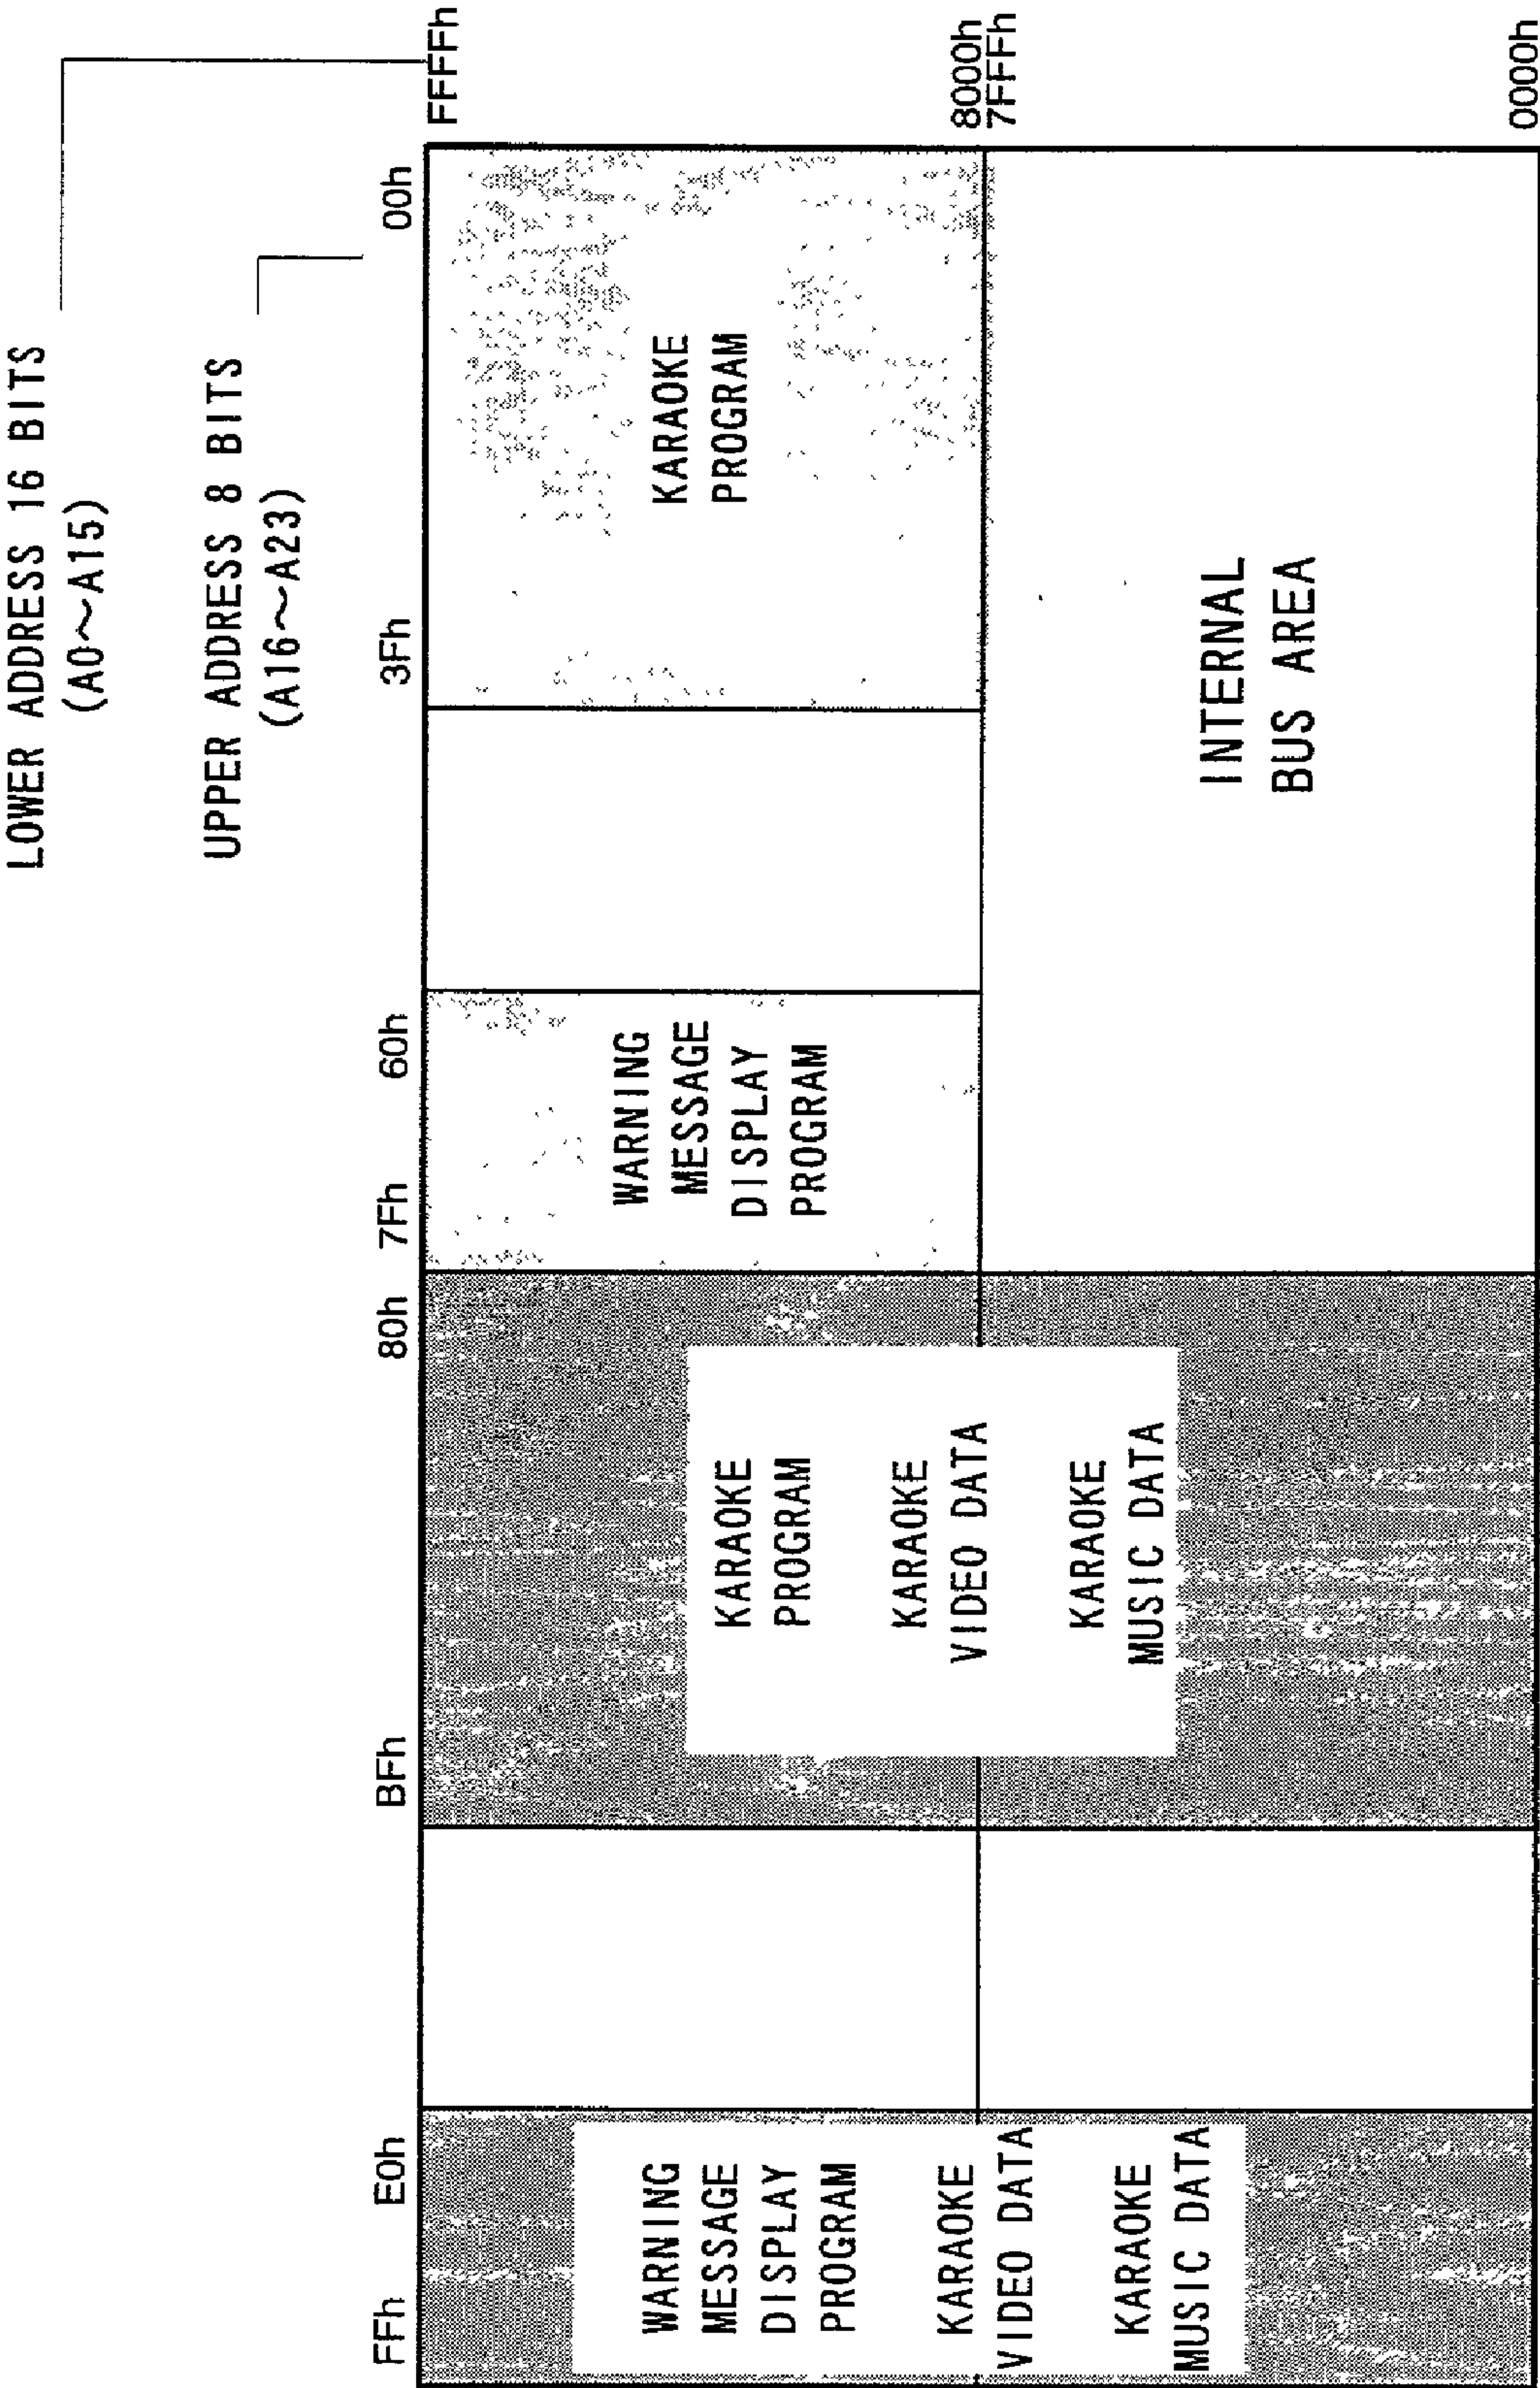 LOWER ADDRESS 16 BITS
(A0~A15)
UPPER ADDRESS 8 BITS
(A16~A23)
FFh E0h BFh 80h 7Fh 60h 3Fh 00h
FFFFh
8000h
7FFFh
0000h
WARNING
MESSAGE
DISPLAY
PROGRAM
KARAOKE
VIDEO DATA
KARAOKE
MUSIC DATA
KARAOKE
PROGRAM
KARAOKE
VIDEO DATA
KARAOKE
MUSIC DATA
WARNING
MESSAGE
DISPLAY
PROGRAM
KARAOKE
PROGRAM
INTERNAL
BUS AREA